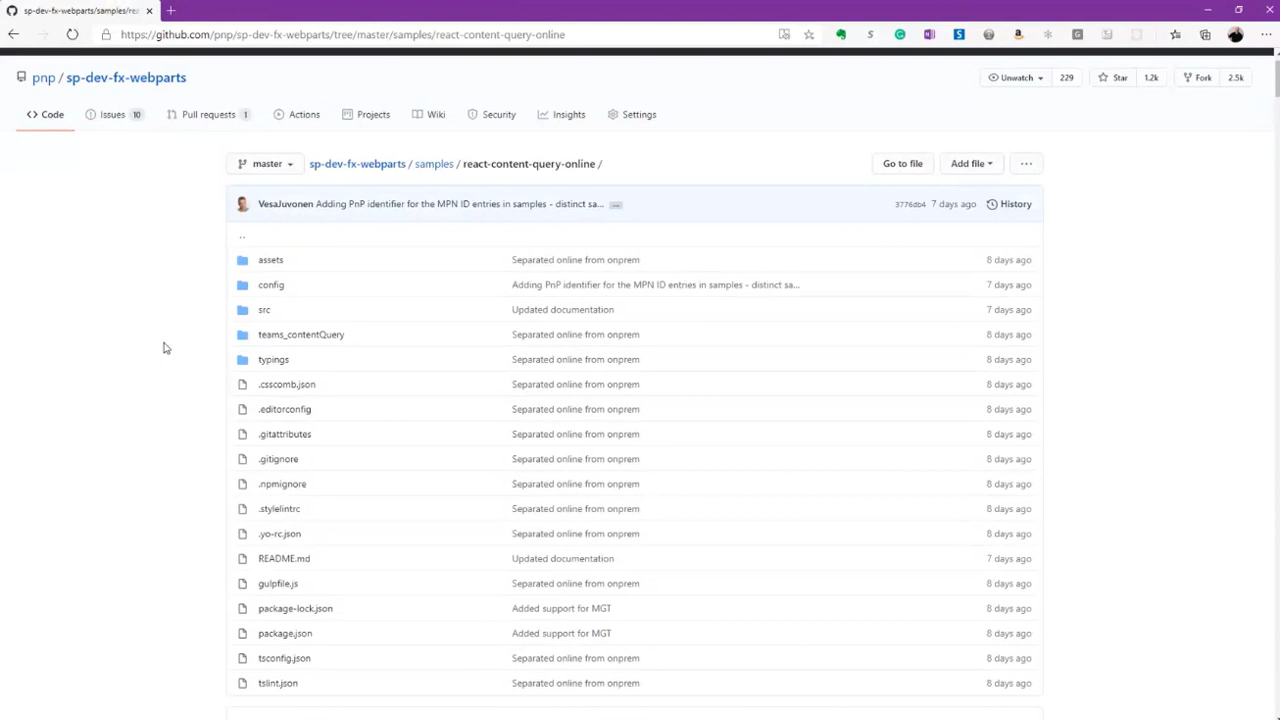 sp-dev-fx-webparts/samples/rea
https://github.com/pnp/sp-dev-fx-webparts/tree/master/samples/react-content-query-online
pnp / sp-dev-fx-webparts
Unwatch 229 Star 1.2k Fork 2.5k
Code Issues 10 Pull requests 1 Actions Projects Wiki Security Insights Settings
master sp-dev-fx-webparts / samples / react-content-query-online / Go to file Add file ...
VesaJuvonen Adding PnP identifier for the MPN ID entries in samples - distinct sa... ... 3776db4 7 days ago History
..
assets Separated online from onprem 8 days ago
config Adding PnP identifier for the MPN ID entries in samples - distinct sa... 7 days ago
src Updated documentation 7 days ago
teams_contentQuery Separated online from onprem 8 days ago
typings Separated online from onprem 8 days ago
.csscomb.json Separated online from onprem 8 days ago
.editorconfig Separated online from onprem 8 days ago
.gitattributes Separated online from onprem 8 days ago
.gitignore Separated online from onprem 8 days ago
.npmignore Separated online from onprem 8 days ago
.stylelintrc Separated online from onprem 8 days ago
.yo-rc.json Separated online from onprem 8 days ago
README.md Updated documentation 7 days ago
gulpfile.js Separated online from onprem 8 days ago
package-lock.json Added support for MGT 8 days ago
package.json Added support for MGT 8 days ago
tsconfig.json Separated online from onprem 8 days ago
tslint.json Separated online from onprem 8 days ago